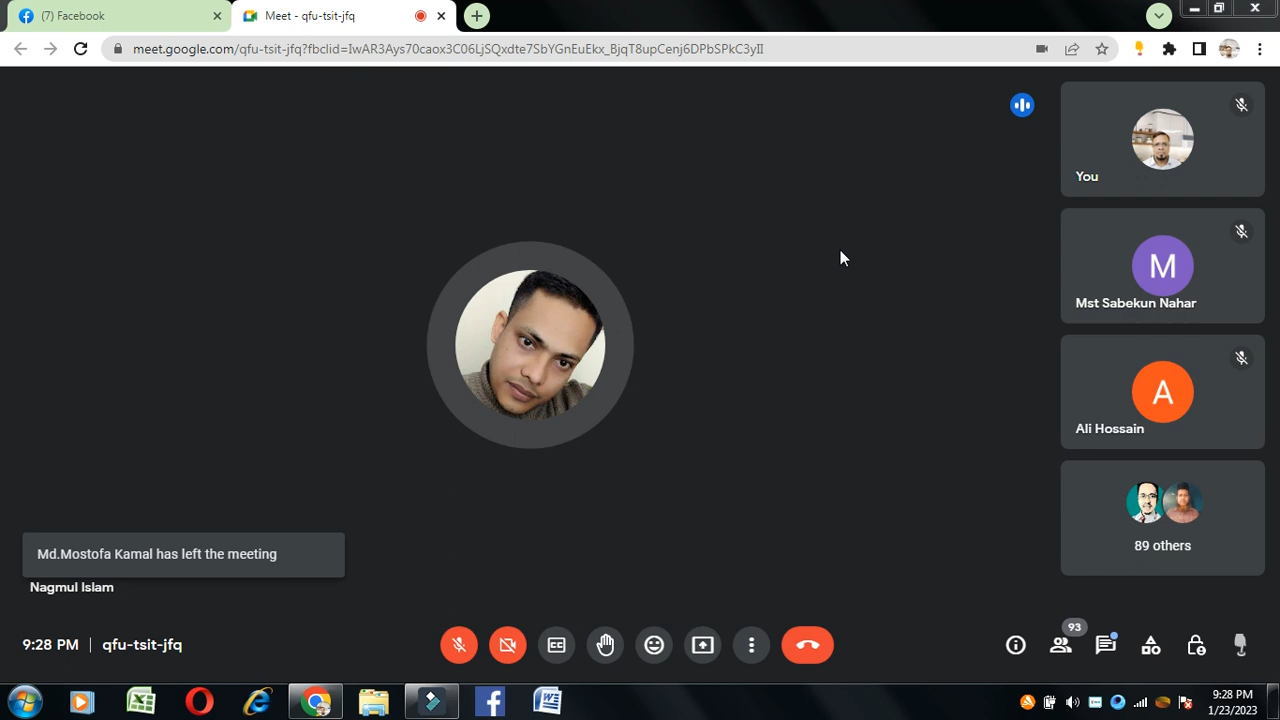 (7) Facebook
Meet - qfu-tsit-jfq
meet.google.com/qfu-tsit-jfq?fbclid=IwAR3Ays70caox3C06LjSQxdte7SbYGnEuEkx_BjqT8upCenj6DPbSPkC3yII
You
M
Mst Sabekun Nahar
A
Ali Hossain
89 others
Md.Mostofa Kamal has left the meeting
Nagmul Islam
9:28 PM | qfu-tsit-jfq
93
9:28 PM
1/23/2023